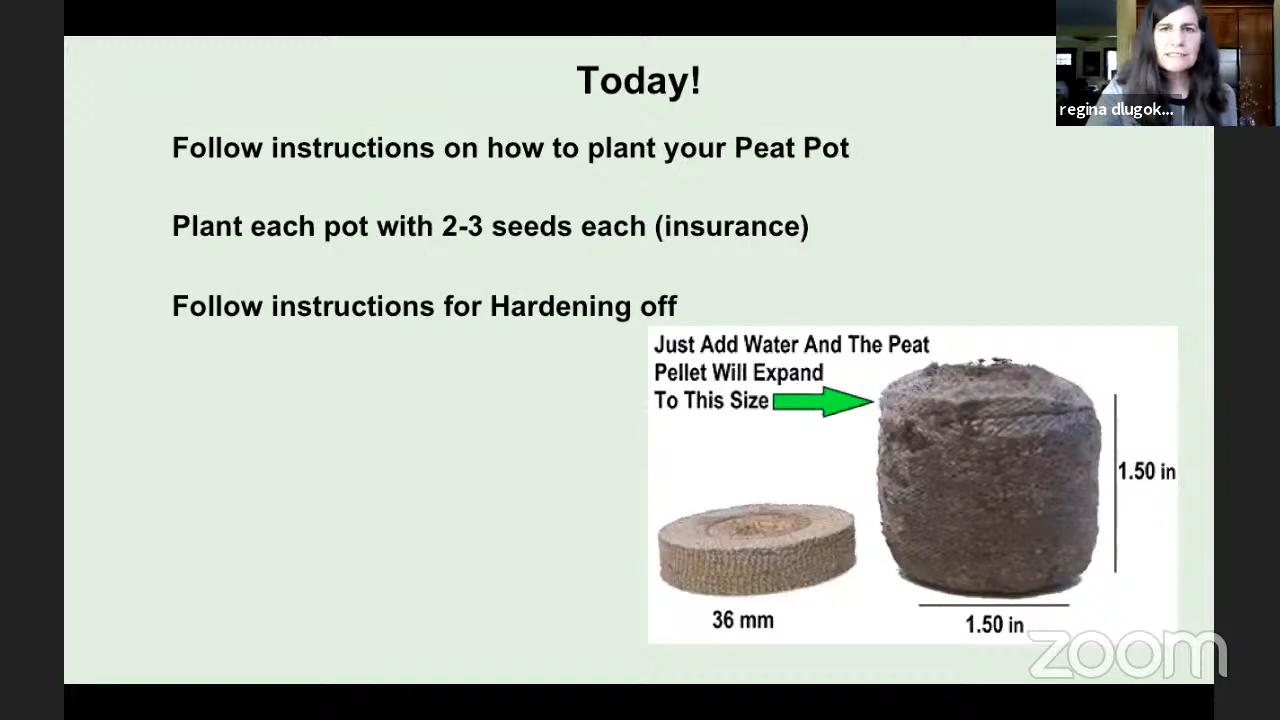 Today!
regina dlugok...
Follow instructions on how to plant your Peat Pot
Plant each pot with 2-3 seeds each (insurance)
Follow instructions for Hardening off
Just Add Water And The Peat
Pellet Will Expand
To This Size
1.50 in
36 mm
1.50 in
zoom